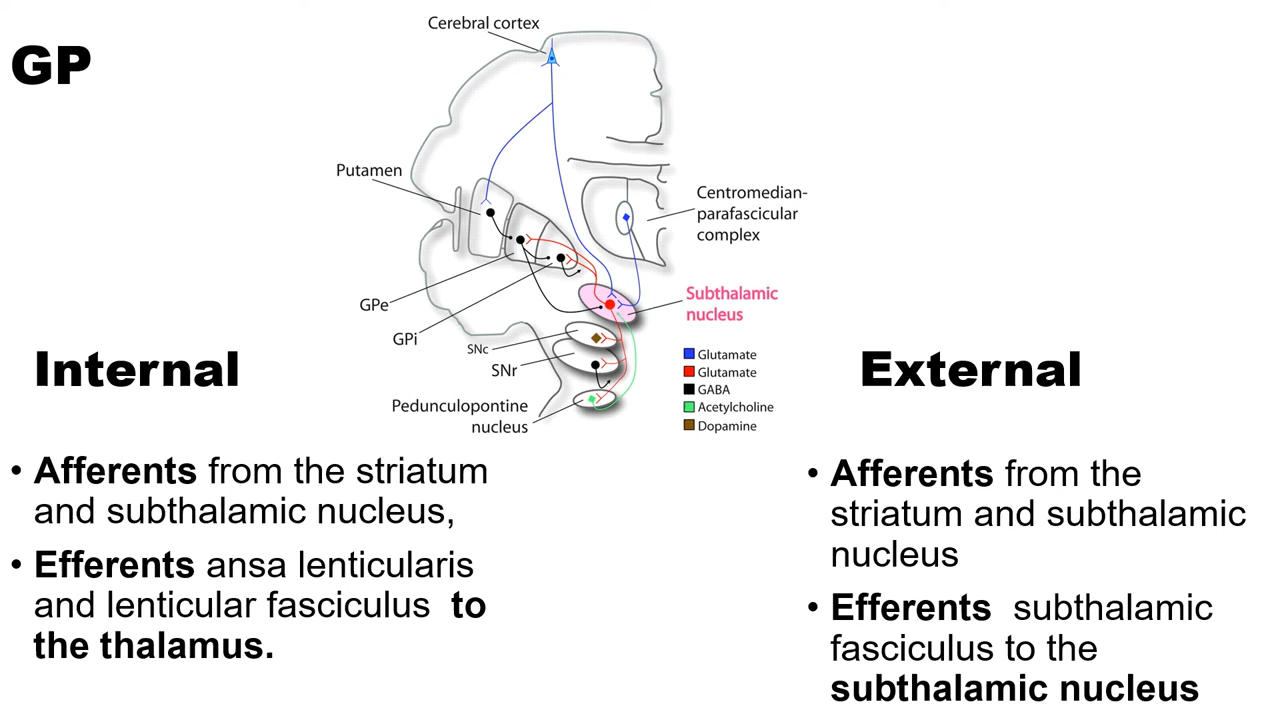 GP
Cerebral cortex
Putamen
Centromedian-
parafascicular
complex
GPe
GPi
Subthalamic
nucleus
SNc
SNr
Pedunculopontine
nucleus
Glutamate
Glutamate
GABA
Acetylcholine
Dopamine
Internal
• Afferents from the striatum
and subthalamic nucleus,
• Efferents ansa lenticularis
and lenticular fasciculus to
the thalamus.
External
• Afferents from the
striatum and subthalamic
nucleus
• Efferents subthalamic
fasciculus to the
subthalamic nucleus